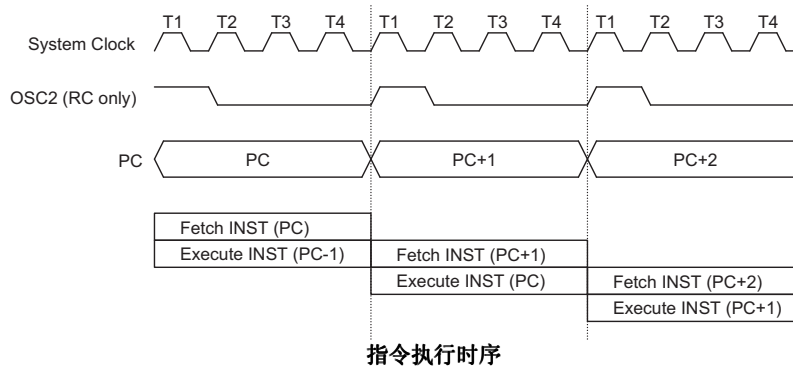 T1 T2 T3 T4 T1 T2 T3 T4 T1 T2 T3 T4
System Clock
OSC2 (RC only)
PC PC PC+1 PC+2
Fetch INST (PC)
Execute INST (PC-1) Fetch INST (PC+1)
Execute INST (PC) Fetch INST (PC+2)
Execute INST (PC+1)
指令执行时序